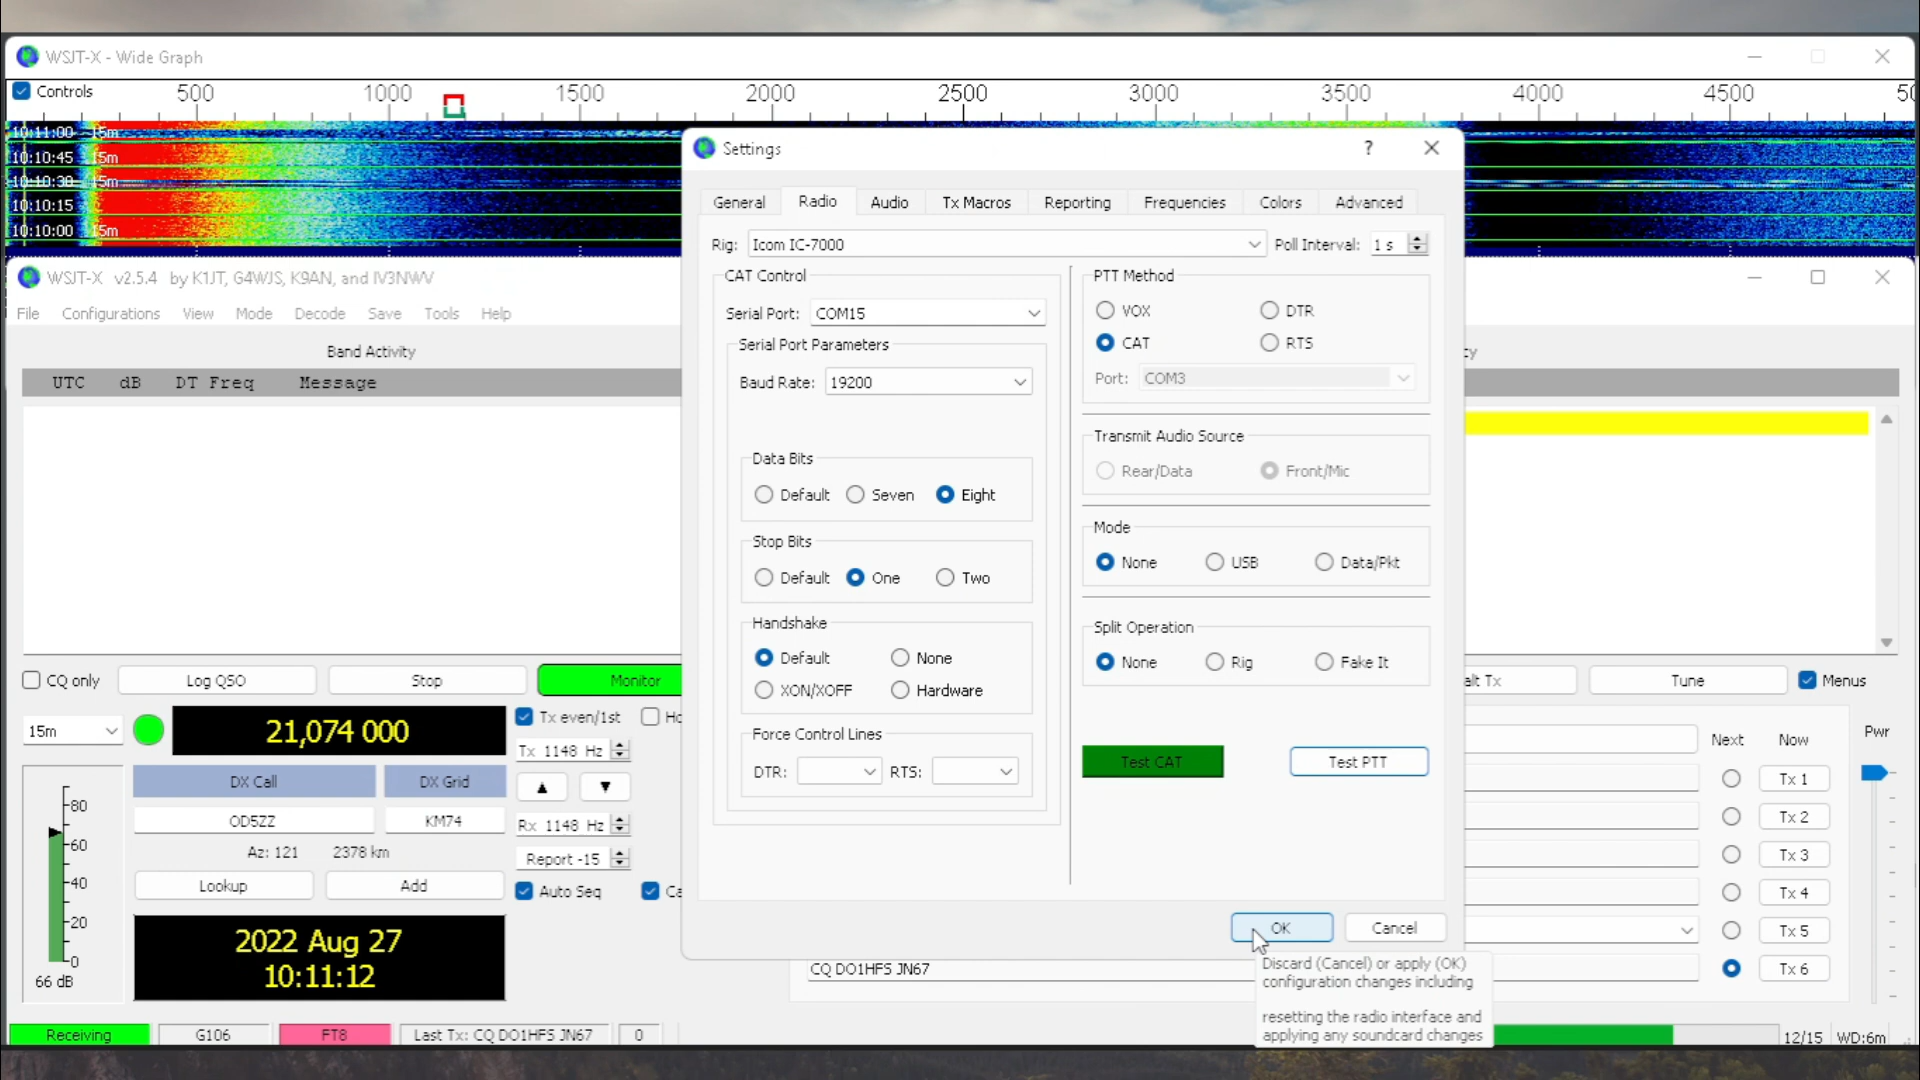 WSJT-X - Wide Graph
Controls 500 1000 1500 2000 2500 3000 3500 4000 4500
10:11:00 15m
10:10:45 15m
10:10:30 15m
10:10:15 15m
10:10:00 15m
WSJT-X v2.5.4 by K1JT, G4WJS, K9AN, and IV3NWV
File Configurations View Mode Decode Save Tools Help
Band Activity
UTC dB DT Freq Message
Settings
?
General Radio Audio Tx Macros Reporting Frequencies Colors Advanced
Rig: Icom IC-7000 Poll Interval: 1 s
CAT Control
Serial Port: COM15
Serial Port Parameters
Baud Rate: 19200
Data Bits
Default Seven Eight
Stop Bits
Default One Two
Handshake
Default None
XON/XOFF Hardware
Force Control Lines
DTR: RTS:
PTT Method
VOX DTR
CAT RTS
Port: COM3
Transmit Audio Source
Rear/Data Front/Mic
Mode
None USB Data/Pkt
Split Operation
None Rig Fake It
Test CAT Test PTT
OK Cancel
Discard (Cancel) or apply (OK)
configuration changes including
resetting the radio interface and
applying any soundcard changes
CQ only Log QSO Stop Monitor
Tune Menus
15m 21,074 000
Tx even/1st
Tx 1148 Hz
DX Call DX Grid
OD5ZZ KM74
Rx 1148 Hz
Az: 121 2378 km
Report -15
Lookup Add
Auto Seq
80
60
40
20
0
66 dB
2022 Aug 27
10:11:12
Next Now Pwr
Tx 1
Tx 2
Tx 3
Tx 4
Tx 5
CQ DO1HFS JN67
Tx 6
Receiving G106 FT8 Last Tx: CQ DO1HFS JN67 0
12/15 WD:6m